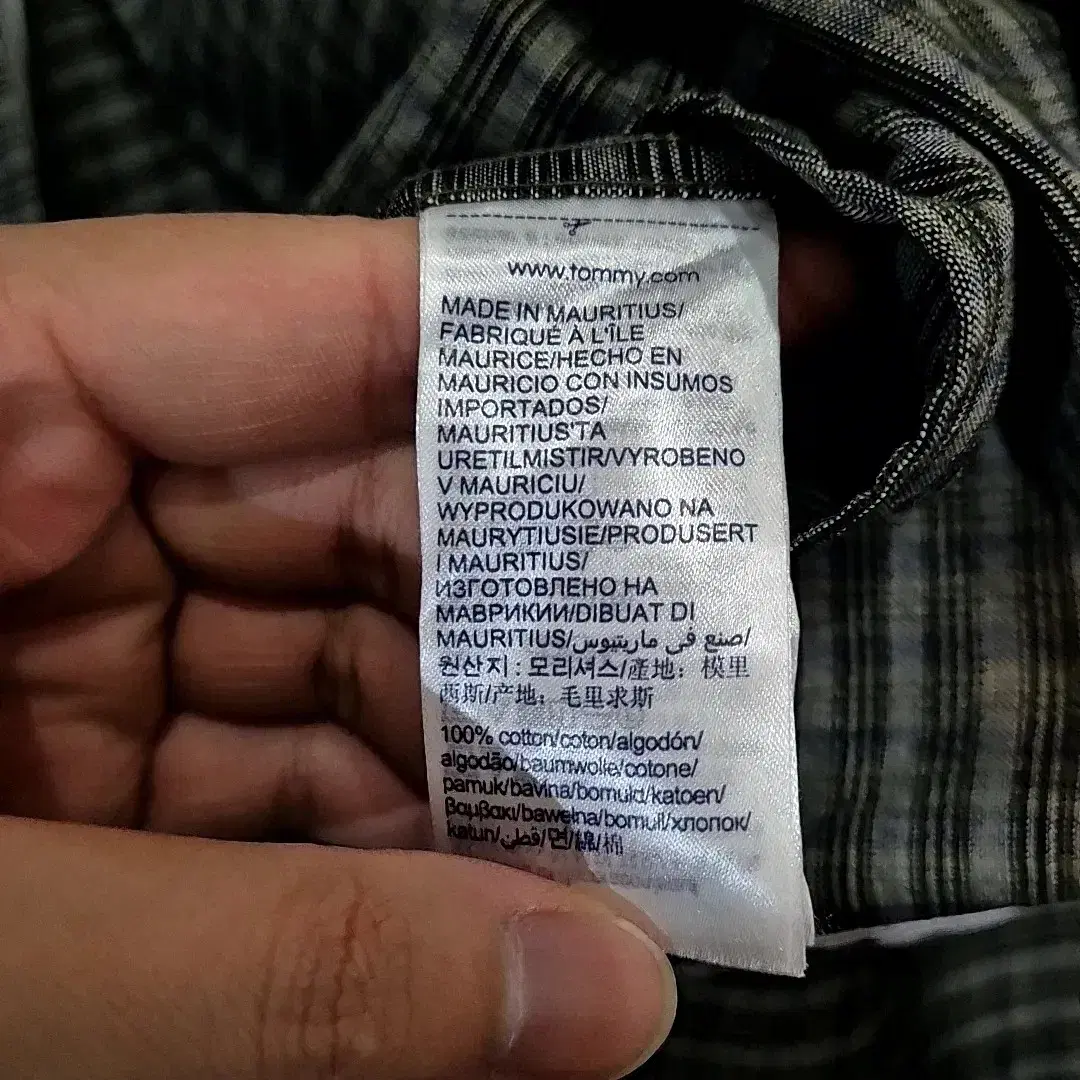 www.tommy.com
MADE IN MAURITIUS/
FABRIQUÉ À L'ÎLE
MAURICE/HECHO EN
MAURICIO CON INSUMOS
IMPORTADOS/
MAURITIUS'TA
URETILMISTIR/VYROBENO
V MAURICIU/
WYPRODUKOWANO NA
MAURYTIUSIE/PRODUSERT
I MAURITIUS/
ИЗГОТОВЛЕНО НА
МАВРИКИИ/DIBUAT DI
MAURITIUS/صنع في ماريتيوس/
원산지 : 모리셔스/產地：模里
西斯/产地：毛里求斯
100% cotton/coton/algodón/
algodão/baumwolle/cotone/
pamuk/bavlna/bomuld/katoen/
βαμβακι/bawełna/bomull/хлопок/
katun/قطن/면/綿/棉